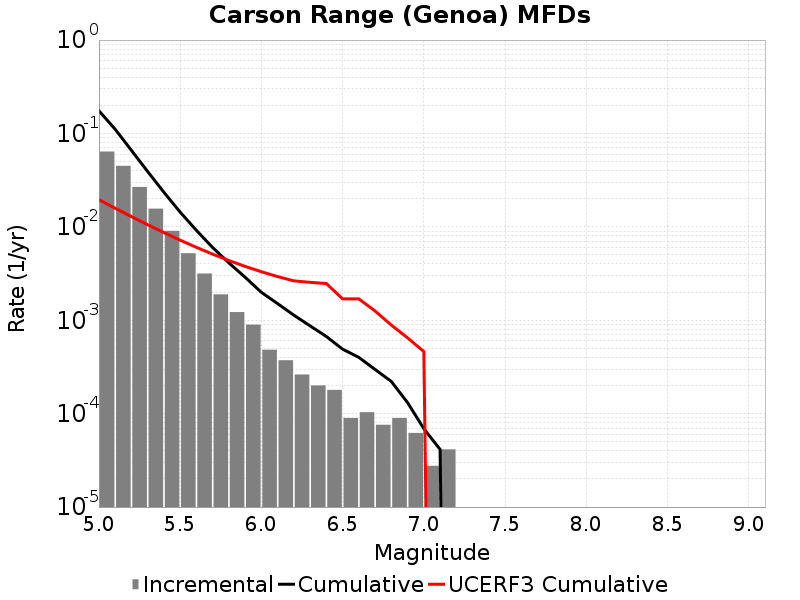 Carson Range (Genoa) MFDs
10^0
10^-1
10^-2
10^-3
10^-4
10^-5
Rate (1/yr)
5.0 5.5 6.0 6.5 7.0 7.5 8.0 8.5 9.0
Magnitude
Incremental Cumulative UCERF3 Cumulative